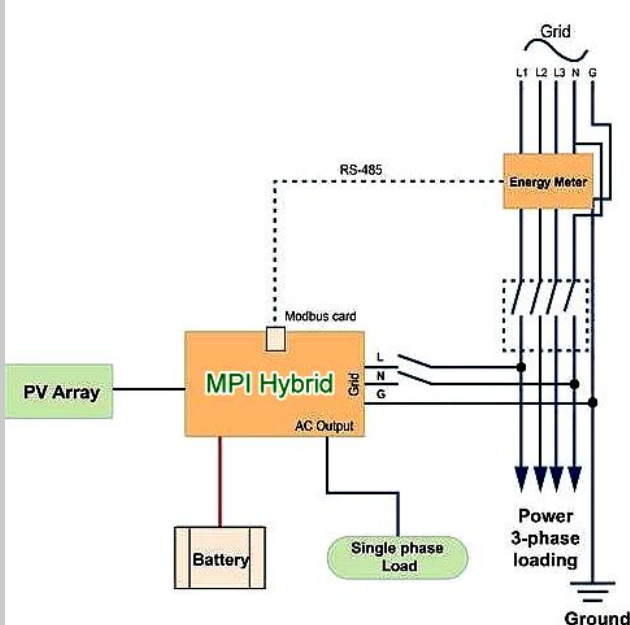 Grid
L1 L2 L3 N G
RS-485
Energy Meter
Modbus card
MPI Hybrid
Grid
L
N
G
PV Array
AC Output
Battery
Single phase
Load
Power
3-phase
loading
Ground